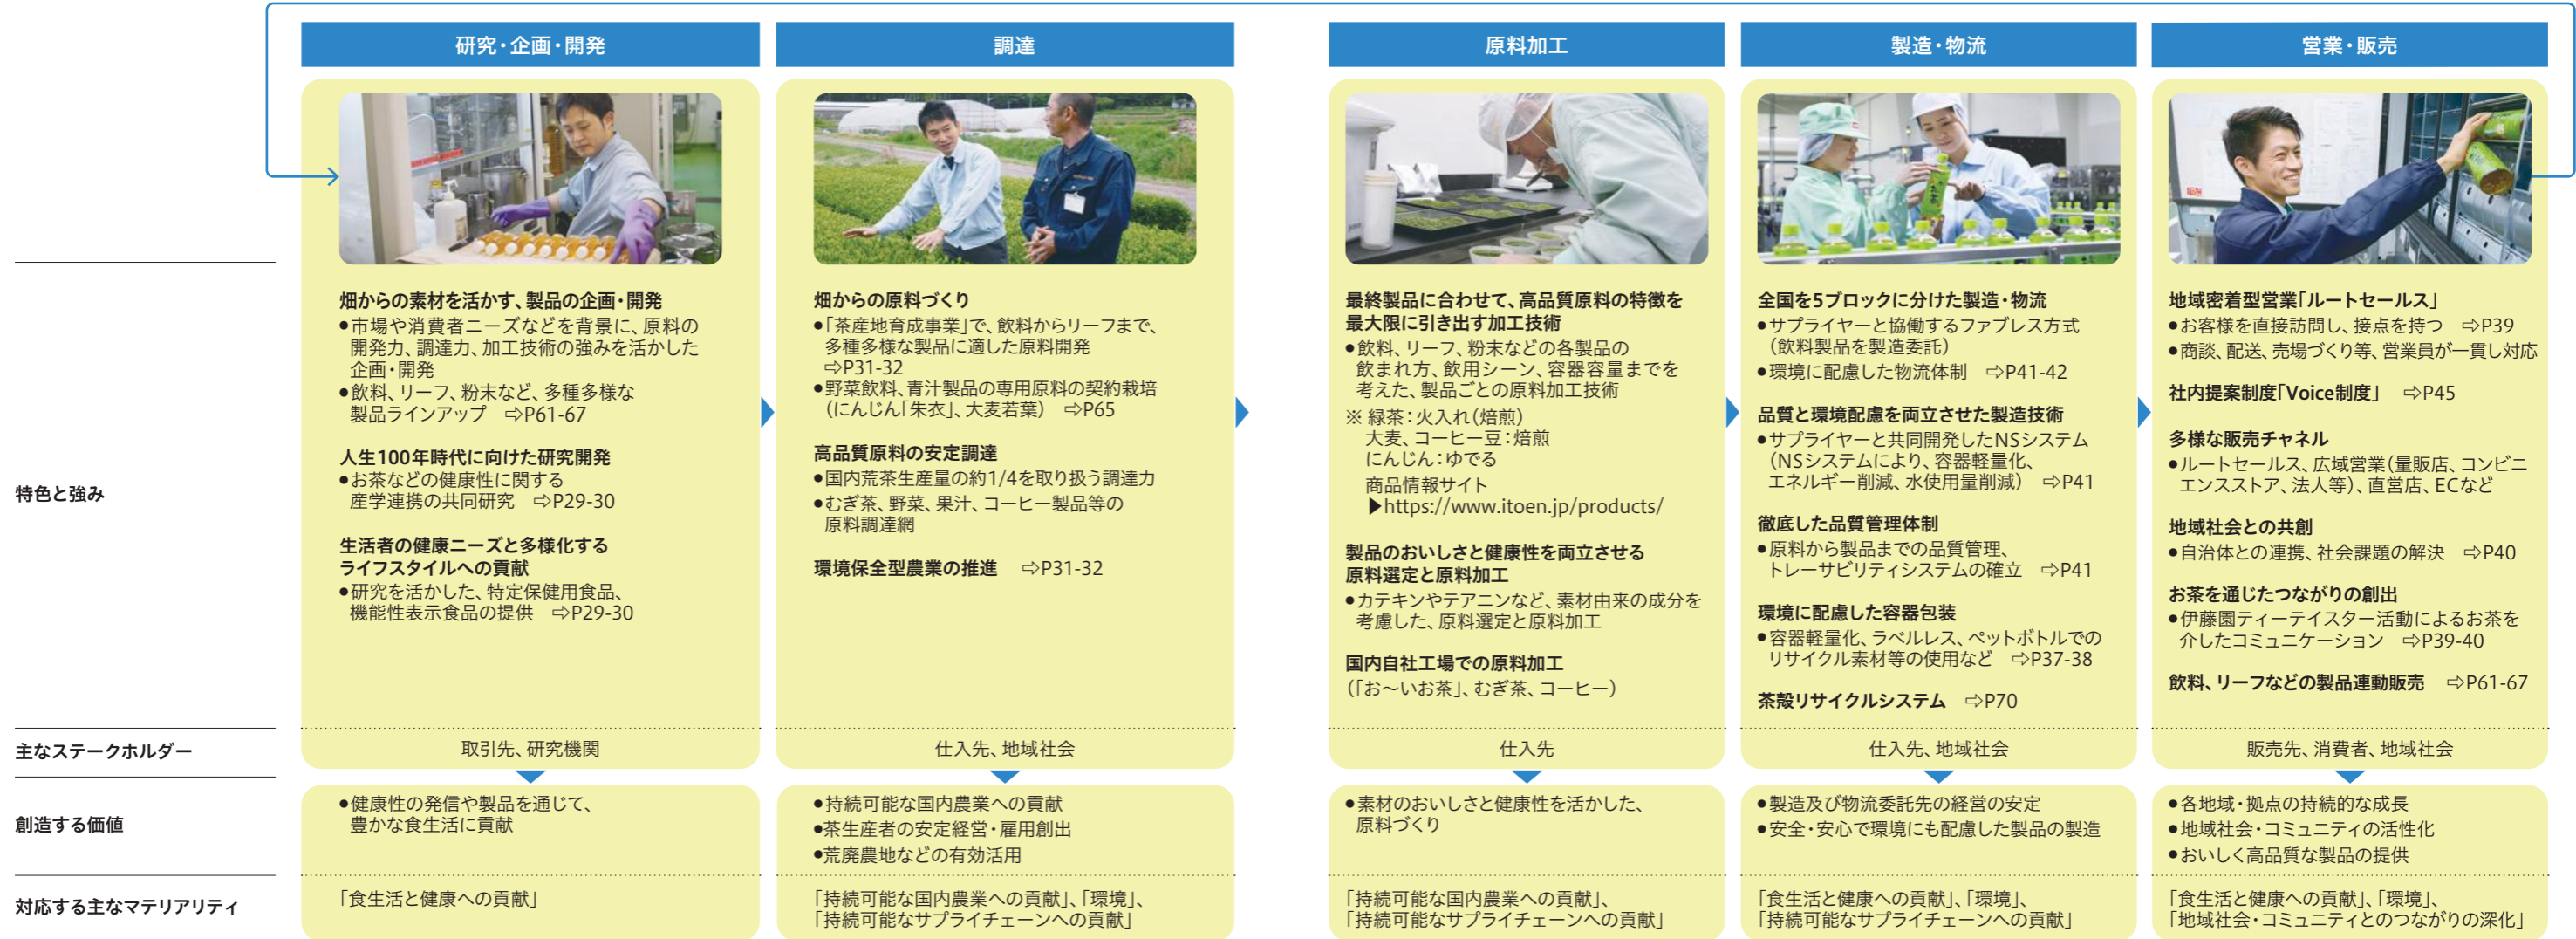 研究・企画・開発
調達
原料加工
製造・物流
営業・販売
特色と強み
畑からの素材を活かす、製品の企画・開発
●市場や消費者ニーズなどを背景に、原料の
開発力、調達力、加工技術の強みを活かした
企画・開発
●飲料、リーフ、粉末など、多種多様な
製品ラインアップ ⇨P61-67
人生100年時代に向けた研究開発
●お茶などの健康性に関する
産学連携の共同研究 ⇨P29-30
生活者の健康ニーズと多様化する
ライフスタイルへの貢献
●研究を活かした、特定保健用食品、
機能性表示食品の提供 ⇨P29-30
畑からの原料づくり
●「茶産地育成事業」で、飲料からリーフまで、
多種多様な製品に適した原料開発
⇨P31-32
●野菜飲料、青汁製品の専用原料の契約栽培
(にんじん「朱衣」、大麦若葉) ⇨P65
高品質原料の安定調達
●国内荒茶生産量の約1/4を取り扱う調達力
●むぎ茶、野菜、果汁、コーヒー製品等の
原料調達網
環境保全型農業の推進 ⇨P31-32
最終製品に合わせて、高品質原料の特徴を
最大限に引き出す加工技術
●飲料、リーフ、粉末などの各製品の
飲まれ方、飲用シーン、容器容量までを
考えた、製品ごとの原料加工技術
※ 緑茶：火入れ(焙煎)
大麦、コーヒー豆：焙煎
にんじん：ゆでる
商品情報サイト
▶https://www.itoen.jp/products/
製品のおいしさと健康性を両立させる
原料選定と原料加工
●カテキンやテアニンなど、素材由来の成分を
考慮した、原料選定と原料加工
国内自社工場での原料加工
(「お～いお茶」、むぎ茶、コーヒー)
全国を5ブロックに分けた製造・物流
●サプライヤーと協働するファブレス方式
(飲料製品を製造委託)
●環境に配慮した物流体制 ⇨P41-42
品質と環境配慮を両立させた製造技術
●サプライヤーと共同開発したNSシステム
(NSシステムにより、容器軽量化、
エネルギー削減、水使用量削減) ⇨P41
徹底した品質管理体制
●原料から製品までの品質管理、
トレーサビリティシステムの確立 ⇨P41
環境に配慮した容器包装
●容器軽量化、ラベルレス、ペットボトルでの
リサイクル素材等の使用など ⇨P37-38
茶殻リサイクルシステム ⇨P70
地域密着型営業「ルートセールス」
●お客様を直接訪問し、接点を持つ ⇨P39
●商談、配送、売場づくり等、営業員が一貫し対応
社内提案制度「Voice制度」 ⇨P45
多様な販売チャネル
●ルートセールス、広域営業(量販店、コンビニ
エンスストア、法人等)、直営店、ECなど
地域社会との共創
●自治体との連携、社会課題の解決 ⇨P40
お茶を通じたつながりの創出
●伊藤園ティーテイスター活動によるお茶を
介したコミュニケーション ⇨P39-40
飲料、リーフなどの製品連動販売 ⇨P61-67
主なステークホルダー
取引先、研究機関
仕入先、地域社会
仕入先
仕入先、地域社会
販売先、消費者、地域社会
創造する価値
●健康性の発信や製品を通じて、
豊かな食生活に貢献
●持続可能な国内農業への貢献
●茶生産者の安定経営・雇用創出
●荒廃農地などの有効活用
●素材のおいしさと健康性を活かした、
原料づくり
●製造及び物流委託先の経営の安定
●安全・安心で環境にも配慮した製品の製造
●各地域・拠点の持続的な成長
●地域社会・コミュニティの活性化
●おいしく高品質な製品の提供
対応する主なマテリアリティ
「食生活と健康への貢献」
「持続可能な国内農業への貢献」、「環境」、
「持続可能なサプライチェーンへの貢献」
「持続可能な国内農業への貢献」、
「持続可能なサプライチェーンへの貢献」
「食生活と健康への貢献」、「環境」、
「持続可能なサプライチェーンへの貢献」
「食生活と健康への貢献」、「環境」、
「地域社会・コミュニティとのつながりの深化」